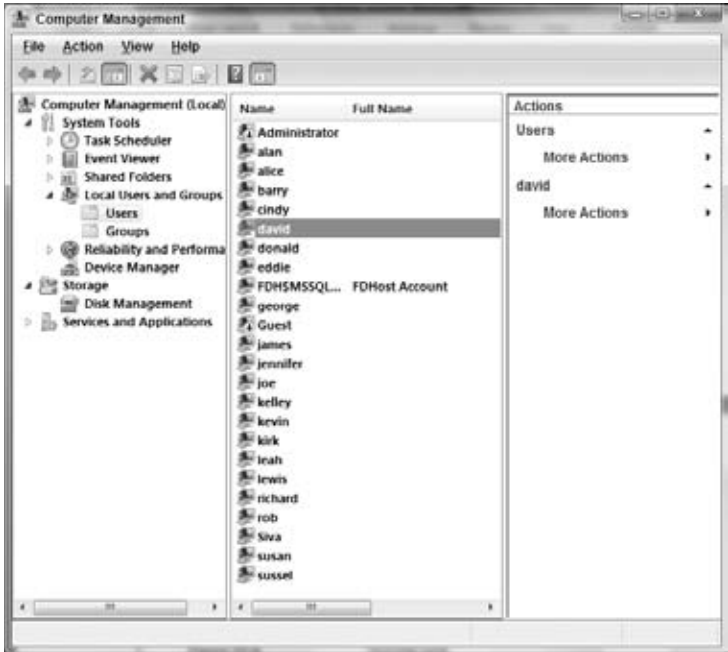 Computer Management
File Action View Help
Computer Management (Local)
System Tools
Task Scheduler
Event Viewer
Shared Folders
Local Users and Groups
Users
Groups
Reliability and Performa
Device Manager
Storage
Disk Management
Services and Applications
Name Full Name
Administrator
alan
alice
barry
cindy
david
donald
eddie
FDH$MSSQL... FDHost Account
george
Guest
james
jennifer
joe
kelley
kevin
kirk
leah
lewis
richard
rob
Siva
susan
sussel
Actions
Users
More Actions
david
More Actions